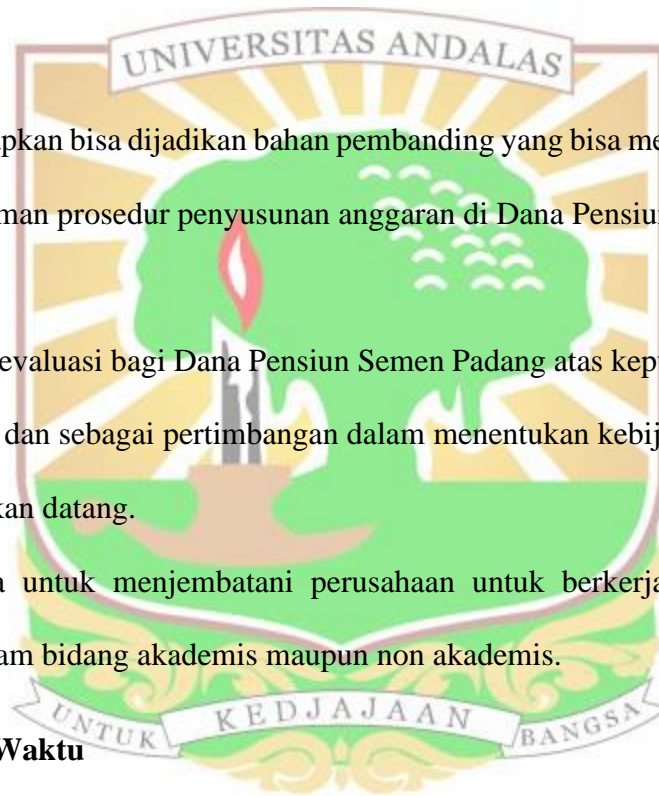 UNIVERSITAS ANDALAS
pkan bisa dijadikan bahan pembanding yang bisa me
man prosedur penyusunan anggaran di Dana Pensiun
evaluasi bagi Dana Pensiun Semen Padang atas kep
dan sebagai pertimbangan dalam menentukan kebij
kan datang.
a untuk menjembatani perusahaan untuk berkerja
am bidang akademis maupun non akademis.
UNTUK KEDJAJAAN BANGSA
Waktu